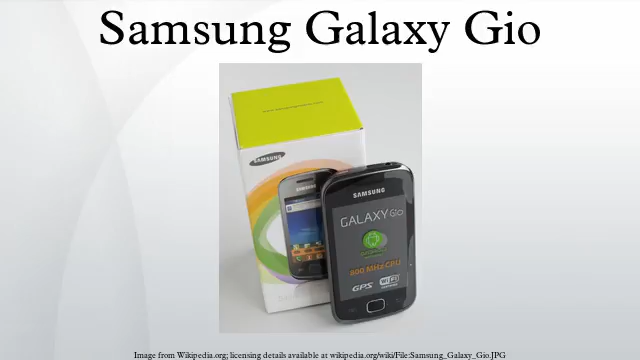 Samsung Galaxy Gio
SAMSUNG
SAMSUNG
GALAXY Gio
800 MHz CPU
GPS
Wi Fi
Image from Wikipedia.org; licensing details available at wikipedia.org/wiki/File:Samsung_Galaxy_Gio.JPG